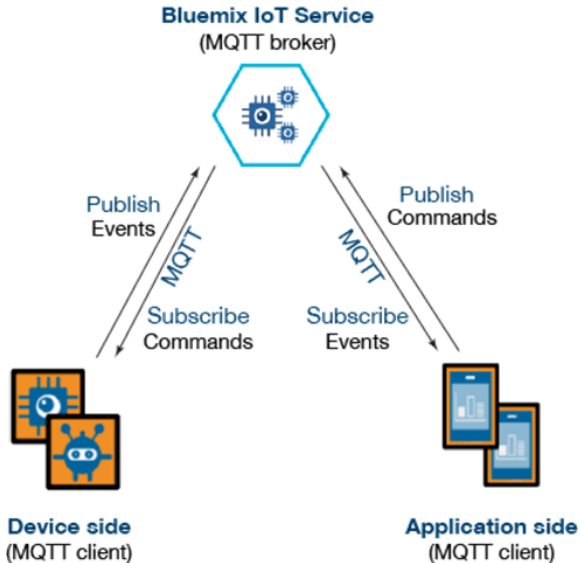 Bluemix IoT Service
(MQTT broker)
Publish
Events
MQTT
Subscribe
Commands
Publish
Commands
MQTT
Subscribe
Events
Device side
(MQTT client)
Application side
(MQTT client)